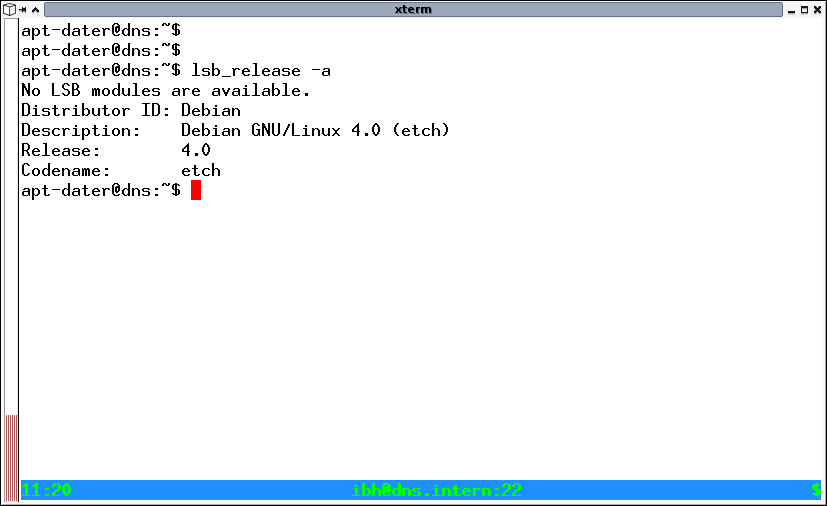 xterm
apt-dater@dns:~$
apt-dater@dns:~$
apt-dater@dns:~$ lsb_release -a
No LSB modules are available.
Distributor ID: Debian
Description:    Debian GNU/Linux 4.0 (etch)
Release:        4.0
Codename:       etch
apt-dater@dns:~$
11:20 ibh@dns.intern:22 $